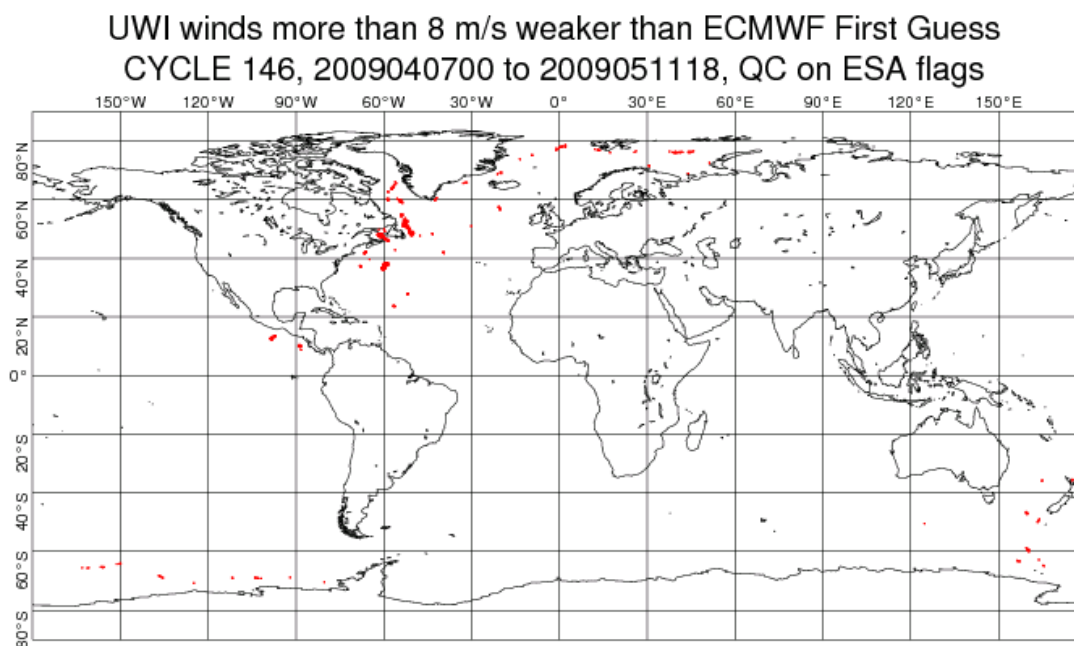 UWI winds more than 8 m/s weaker than ECMWF First Guess
CYCLE 146, 2009040700 to 2009051118, QC on ESA flags
150°W 120°W 90°W 60°W 30°W 0° 30°E 60°E 90°E 120°E 150°E
80°N
60°N
40°N
20°N
0°
20°S
40°S
60°S
80°S